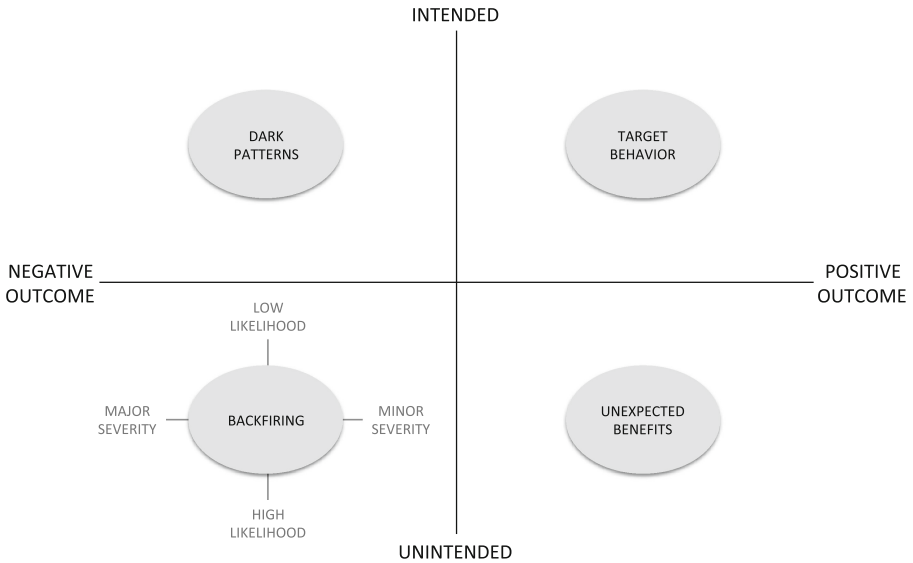 INTENDED
DARK
PATTERNS
TARGET
BEHAVIOR
NEGATIVE
OUTCOME
POSITIVE
OUTCOME
LOW
LIKELIHOOD
MAJOR
SEVERITY
BACKFIRING
MINOR
SEVERITY
UNEXPECTED
BENEFITS
HIGH
LIKELIHOOD
UNINTENDED